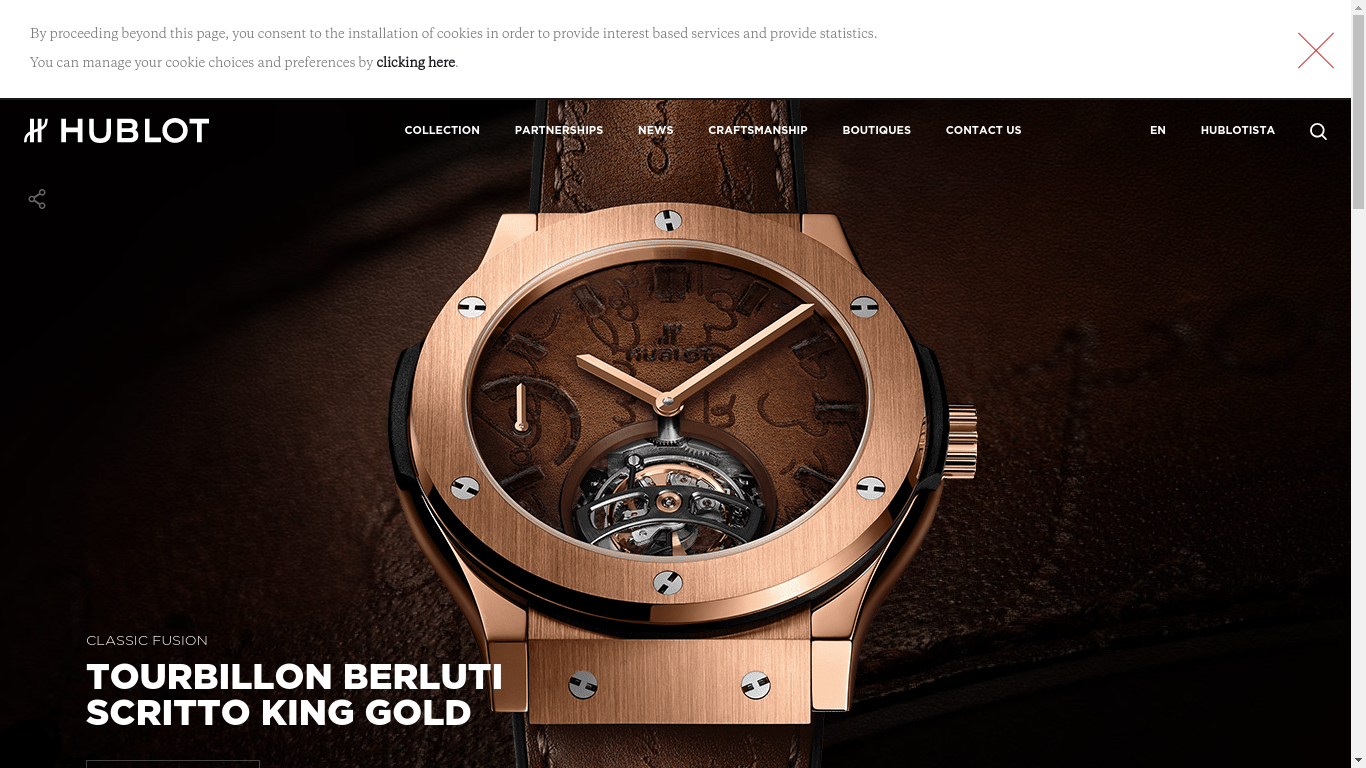 By proceeding beyond this page, you consent to the installation of cookies in order to provide interest based services and provide statistics.
You can manage your cookie choices and preferences by clicking here.
HUBLOT
COLLECTION
PARTNERSHIPS
NEWS
CRAFTSMANSHIP
BOUTIQUES
CONTACT US
EN
HUBLOTISTA
HUBLOT
CLASSIC FUSION
TOURBILLON BERLUTI
SCRITTO KING GOLD